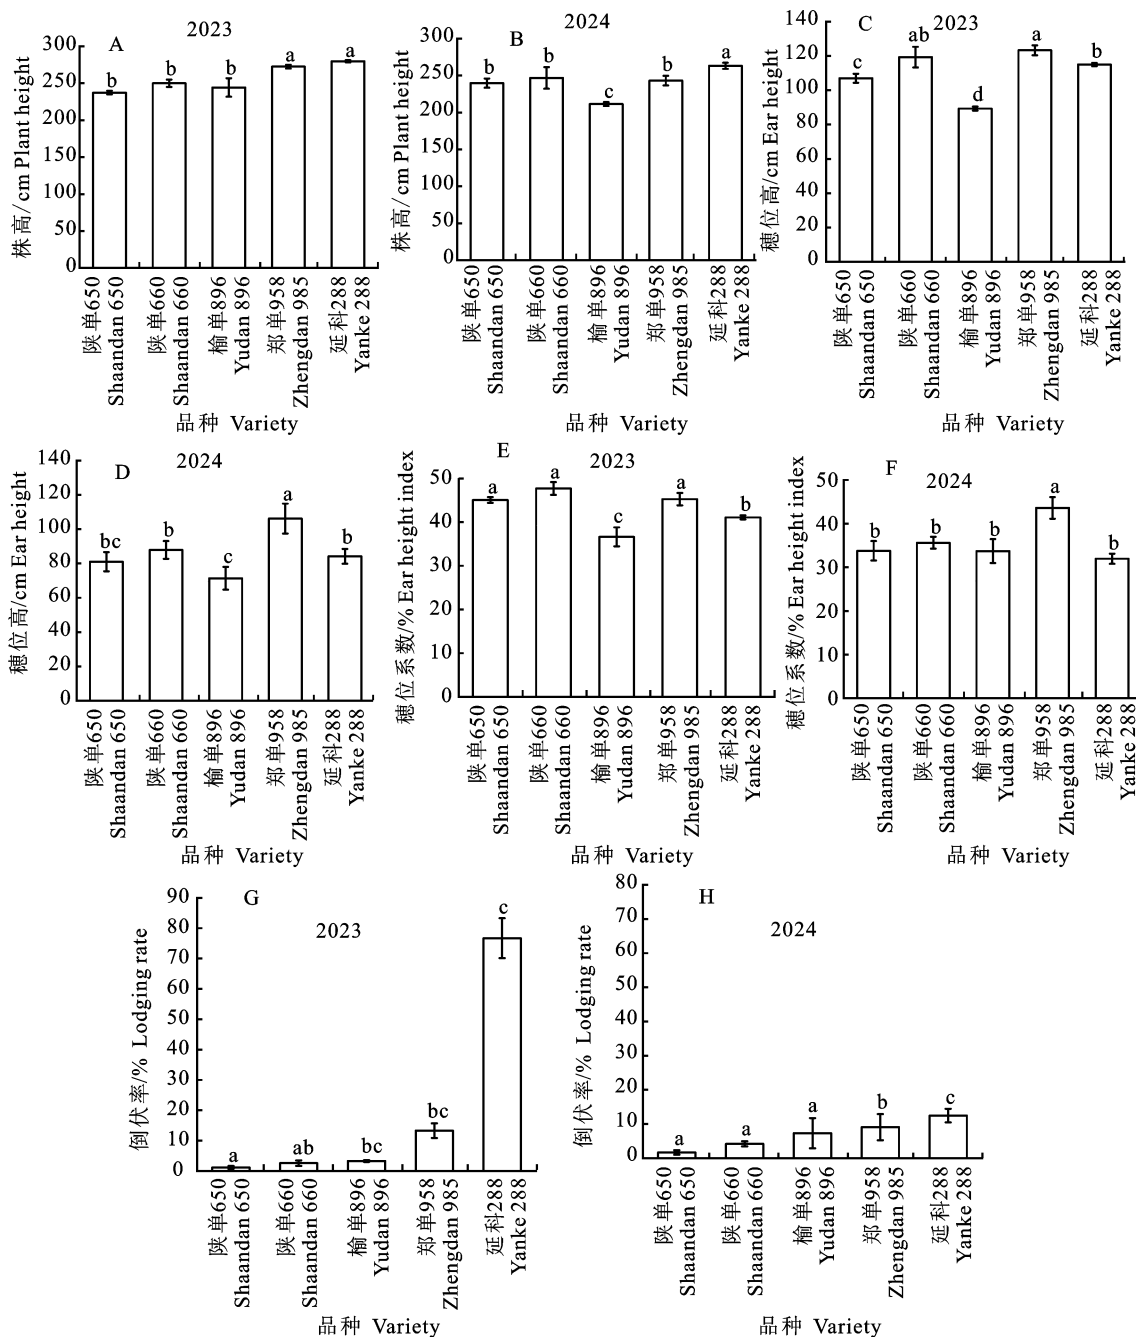 A
2023
株高/cm Plant height
300
250
200
150
100
50
0
b
b
b
a
a
陕单650
Shaandan 650
陕单660
Shaandan 660
榆单896
Yudan 896
郑单958
Zhengdan 985
延科288
Yanke 288
品种 Variety
B
2024
株高/cm Plant height
300
250
200
150
100
50
0
b
b
c
b
a
陕单650
Shaandan 650
陕单660
Shaandan 660
榆单896
Yudan 896
郑单958
Zhengdan 985
延科288
Yanke 288
品种 Variety
C
2023
穗位高/cm Ear height
140
120
100
80
60
40
20
0
c
ab
d
a
b
陕单650
Shaandan 650
陕单660
Shaandan 660
榆单896
Yudan 896
郑单958
Zhengdan 985
延科288
Yanke 288
品种 Variety
D
2024
穗位高/cm Ear height
140
120
100
80
60
40
20
0
bc
b
c
a
b
陕单650
Shaandan 650
陕单660
Shaandan 660
榆单896
Yudan 896
郑单958
Zhengdan 985
延科288
Yanke 288
品种 Variety
E
2023
穗位系数/% Ear height index
50
40
30
20
10
0
a
a
c
a
b
陕单650
Shaandan 650
陕单660
Shaandan 660
榆单896
Yudan 896
郑单958
Zhengdan 985
延科288
Yanke 288
品种 Variety
F
2024
穗位系数/% Ear height index
50
40
30
20
10
0
b
b
b
a
b
陕单650
Shaandan 650
陕单660
Shaandan 660
榆单896
Yudan 896
郑单958
Zhengdan 985
延科288
Yanke 288
品种 Variety
G
2023
倒伏率/% Lodging rate
90
80
70
60
50
40
30
20
10
0
a
ab
bc
bc
c
陕单650
Shaandan 650
陕单660
Shaandan 660
榆单896
Yudan 896
郑单958
Zhengdan 985
延科288
Yanke 288
品种 Variety
H
2024
倒伏率/% Lodging rate
80
70
60
50
40
30
20
10
0
a
a
a
b
c
陕单650
Shaandan 650
陕单660
Shaandan 660
榆单896
Yudan 896
郑单958
Zhengdan 985
延科288
Yanke 288
品种 Variety